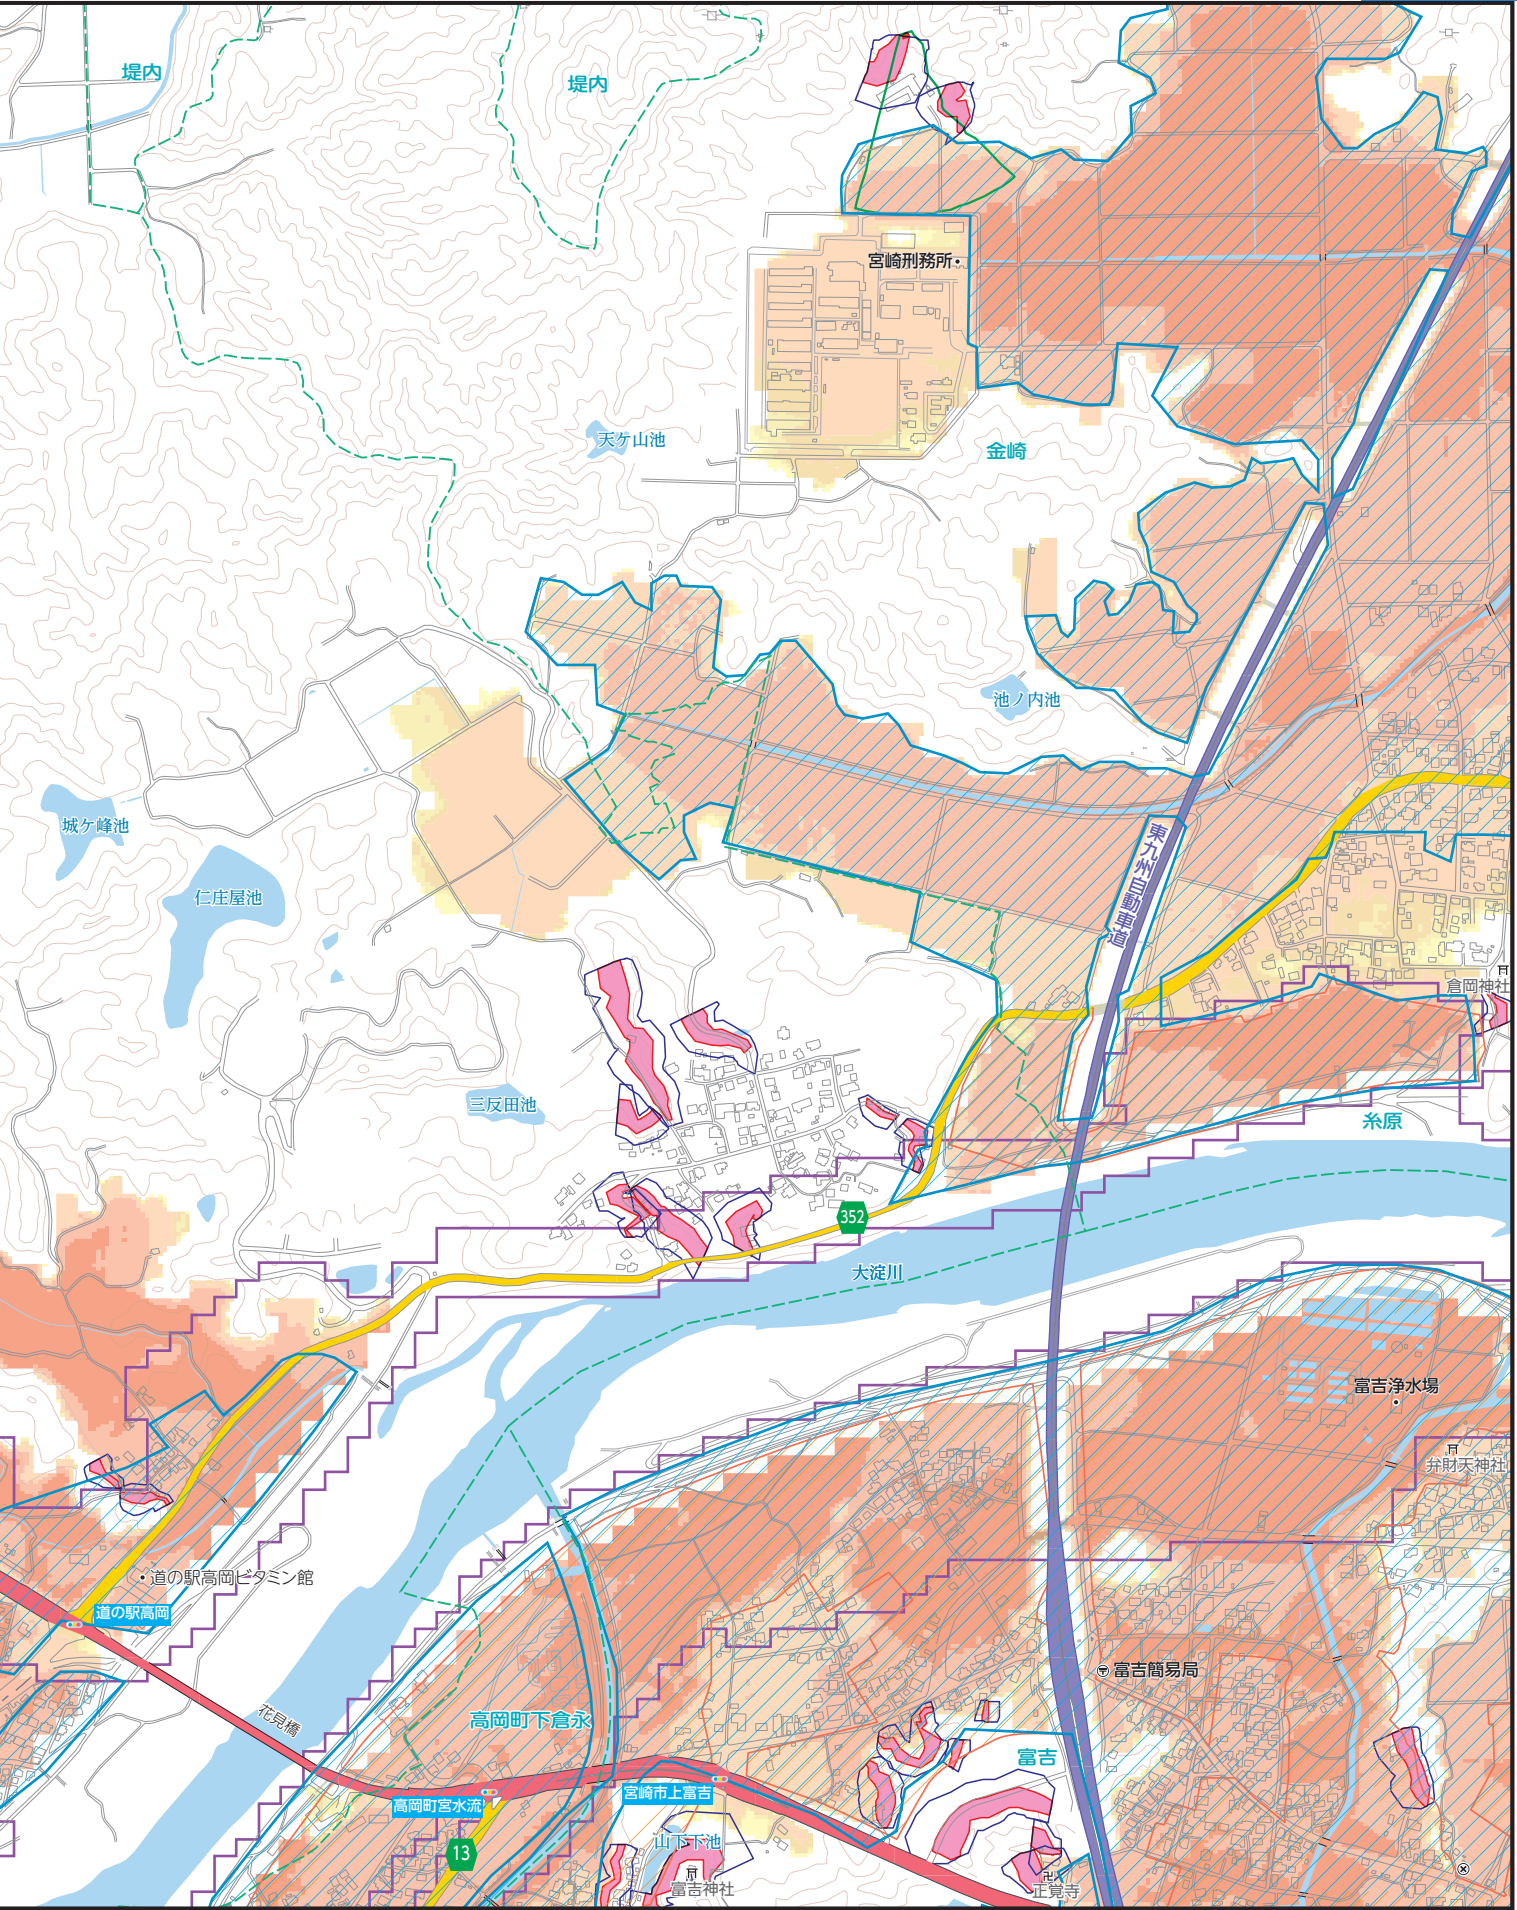 堤内
堤内
宮崎刑務所
天ケ山池
金崎
池ノ内池
城ケ峰池
東九州自動車道
仁庄屋池
倉岡神社
三反田池
糸原
352
大淀川
富吉浄水場
弁財天神社
道の駅高岡ビタミン館
道の駅高岡
富吉簡易局
花見橋
高岡町下倉永
富吉
宮崎市上富吉
高岡町宮水流
山下下池
13
富吉神社
正覚寺